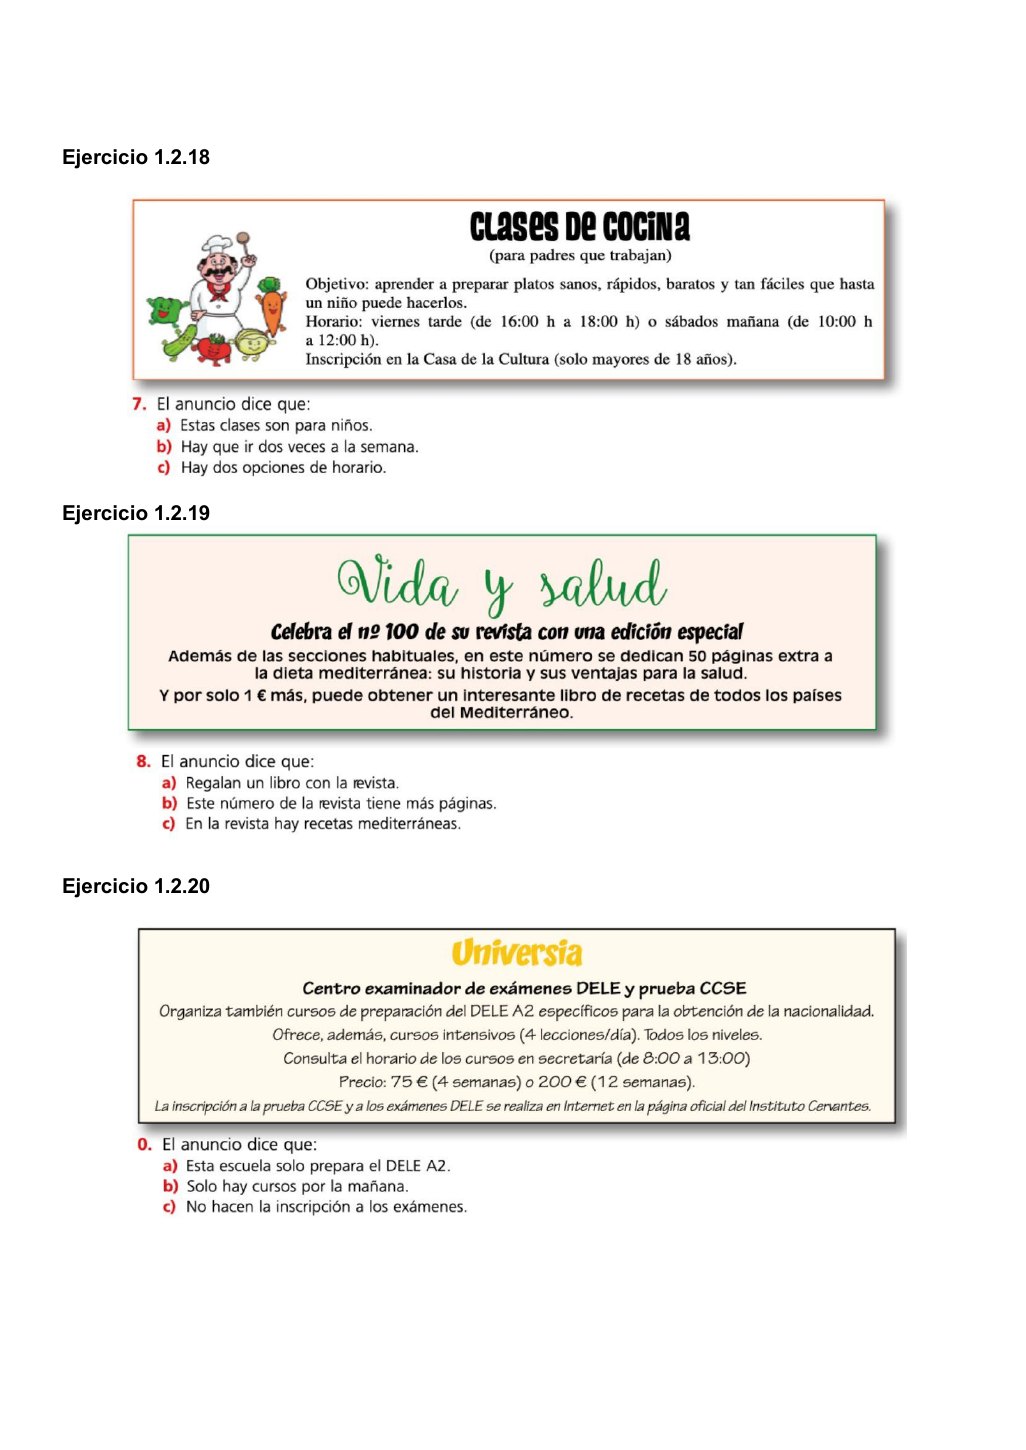 Ejercicio 1.2.18
CLASES DE COCINA
(para padres que trabajan)
Objetivo: aprender a preparar platos sanos, rápidos, baratos y tan fáciles que hasta
un niño puede hacerlos.
Horario: viernes tarde (de 16:00 h a 18:00 h) o sábados mañana (de 10:00 h
a 12:00 h).
Inscripción en la Casa de la Cultura (solo mayores de 18 años).
7. El anuncio dice que:
a) Estas clases son para niños.
b) Hay que ir dos veces a la semana.
c) Hay dos opciones de horario.
Ejercicio 1.2.19
Vida y salud
Celebra el nº 100 de su revista con una edición especial
Además de las secciones habituales, en este número se dedican 50 páginas extra a
la dieta mediterránea: su historia y sus ventajas para la salud.
Y por solo 1 € más, puede obtener un interesante libro de recetas de todos los países
del Mediterráneo.
8. El anuncio dice que:
a) Regalan un libro con la revista.
b) Este número de la revista tiene más páginas.
c) En la revista hay recetas mediterráneas.
Ejercicio 1.2.20
Universia
Centro examinador de exámenes DELE y prueba CCSE
Organiza también cursos de preparación del DELE A2 específicos para la obtención de la nacionalidad.
Ofrece, además, cursos intensivos (4 lecciones/día). Todos los niveles.
Consulta el horario de los cursos en secretaría (de 8:00 a 13:00)
Precio: 75 € (4 semanas) o 200 € (12 semanas).
La inscripción a la prueba CCSE y a los exámenes DELE se realiza en Internet en la página oficial del Instituto Cervantes.
0. El anuncio dice que:
a) Esta escuela solo prepara el DELE A2.
b) Solo hay cursos por la mañana.
c) No hacen la inscripción a los exámenes.